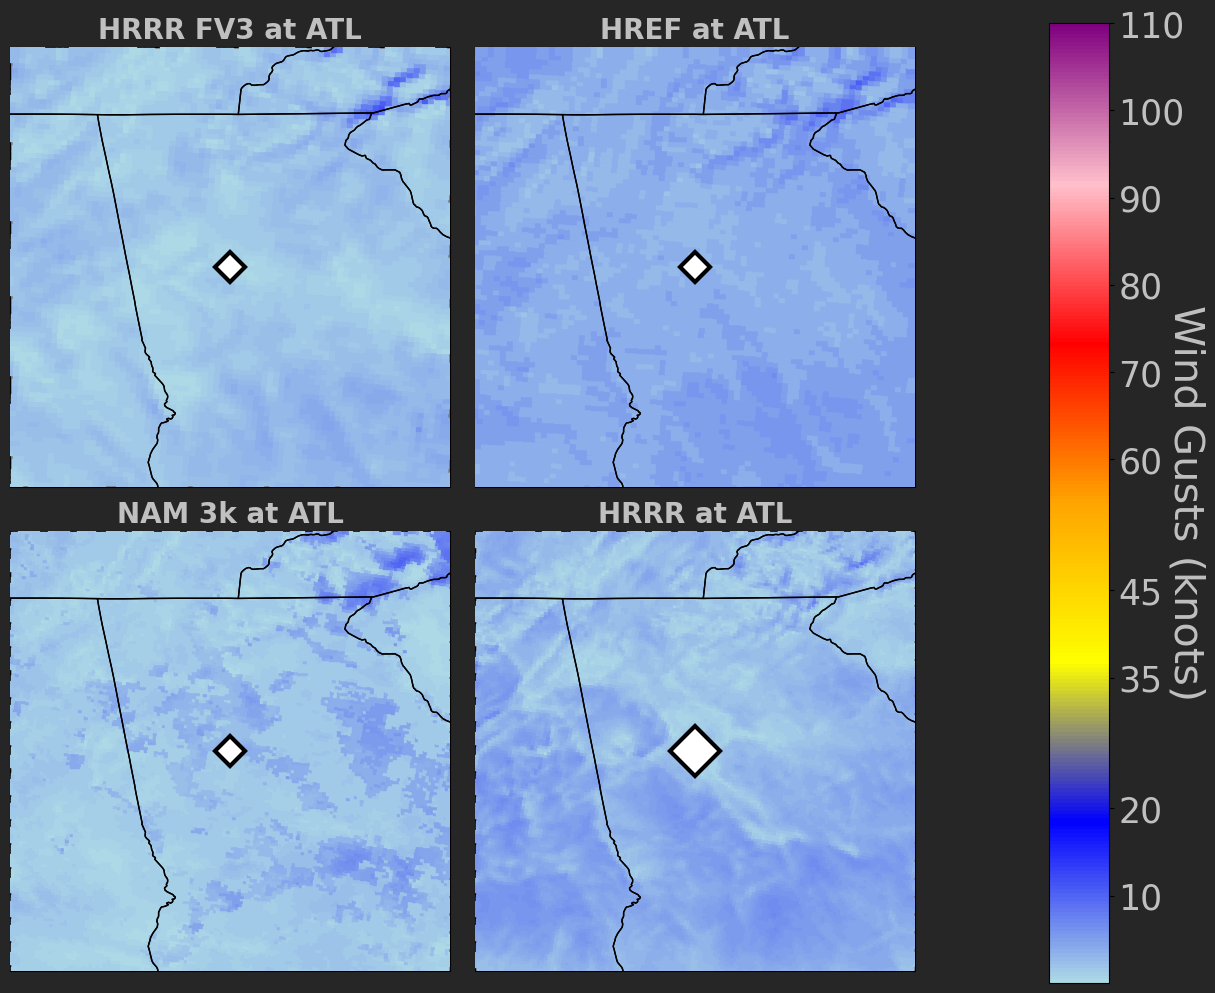 HRRR FV3 at ATL
HREF at ATL
NAM 3k at ATL
HRRR at ATL
110
100
90
80
70
60
45
35
20
10
Wind Gusts (knots)